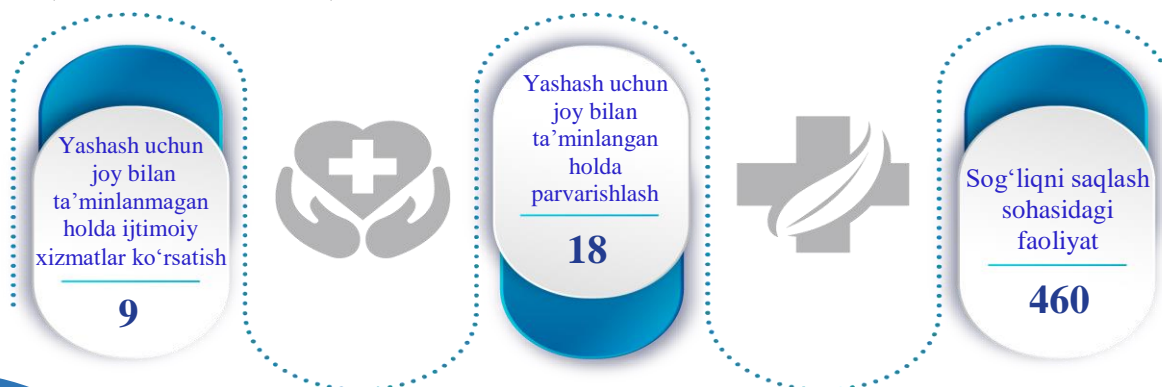 Yashash uchun
joy bilan
ta’minlanmagan
holda ijtimoiy
xizmatlar ko‘rsatish
9
Yashash uchun
joy bilan
ta’minlangan
holda
parvarishlash
18
Sog‘liqni saqlash
sohasidagi
faoliyat
460